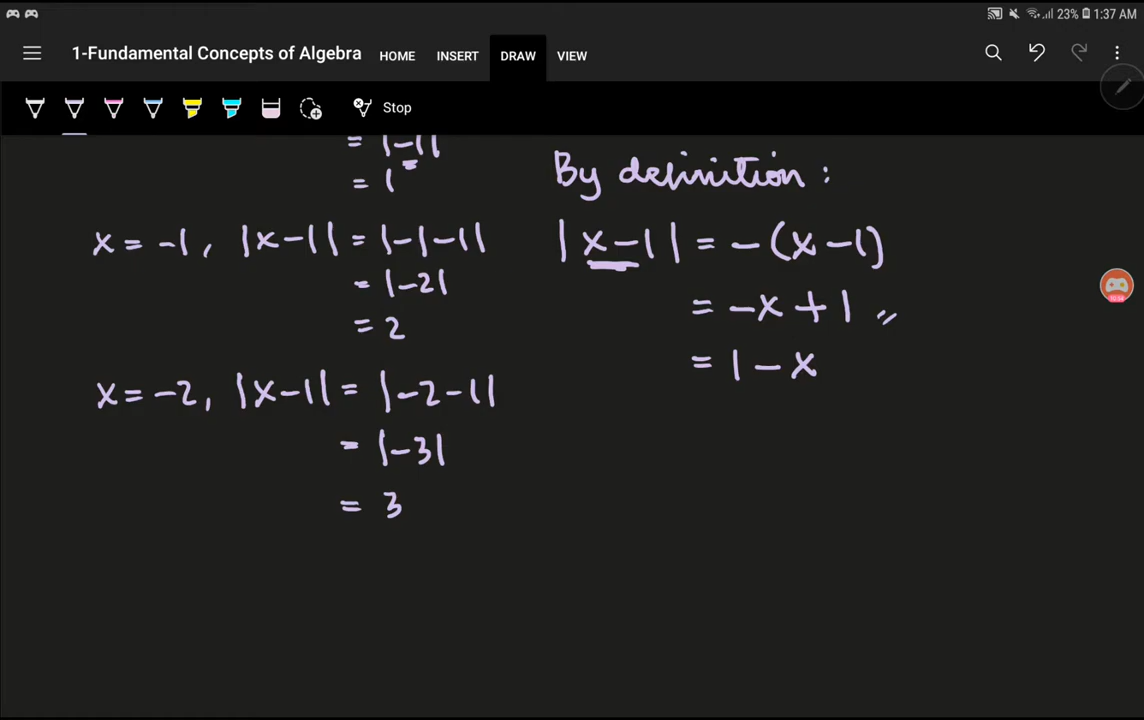 23% 1:37 AM
1-Fundamental Concepts of Algebra HOME INSERT DRAW VIEW
Stop
= |-1|
= 1
x = -1, |x-1| = |-1-1|
= |-2|
= 2
x = -2, |x-1| = |-2-1|
= |-3|
= 3
By definition :
|x-1| = -(x-1)
= -x + 1
= 1 - x